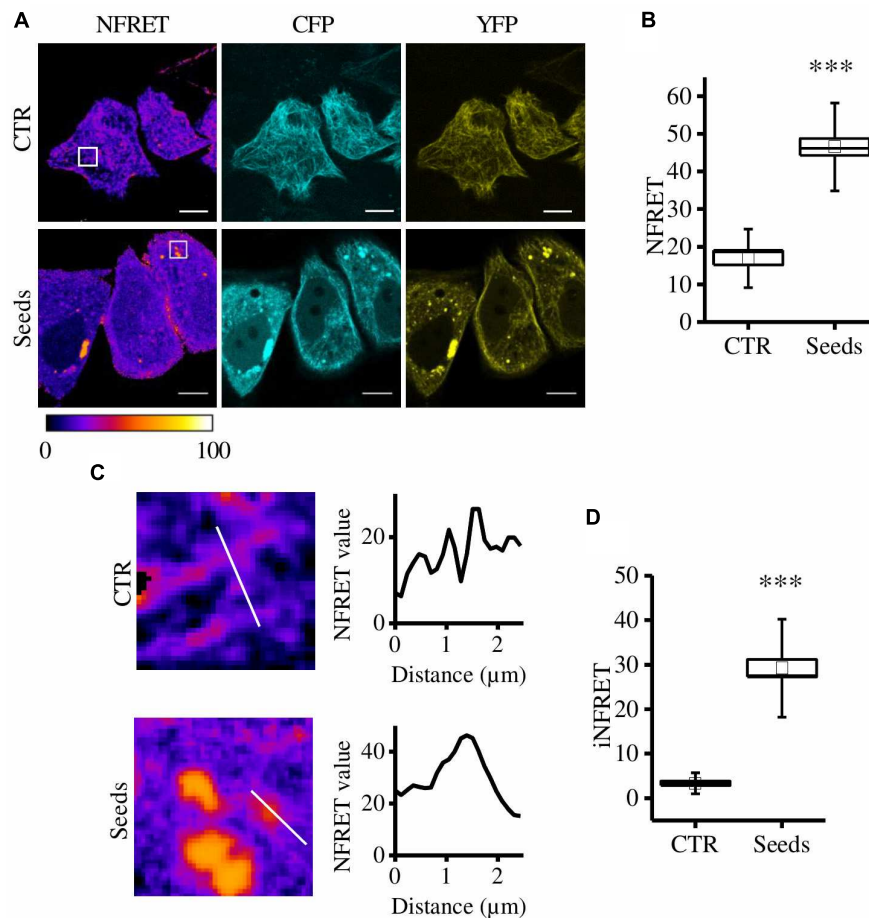 A
NFRET
CFP
YFP
CTR
Seeds
0
100
B
***
NFRET
60
50
40
30
20
10
0
CTR
Seeds
C
CTR
NFRET value
20
0
0
1
2
Distance (µm)
Seeds
NFRET value
40
20
0
0
1
2
Distance (µm)
D
***
iNFRET
50
40
30
20
10
0
CTR
Seeds